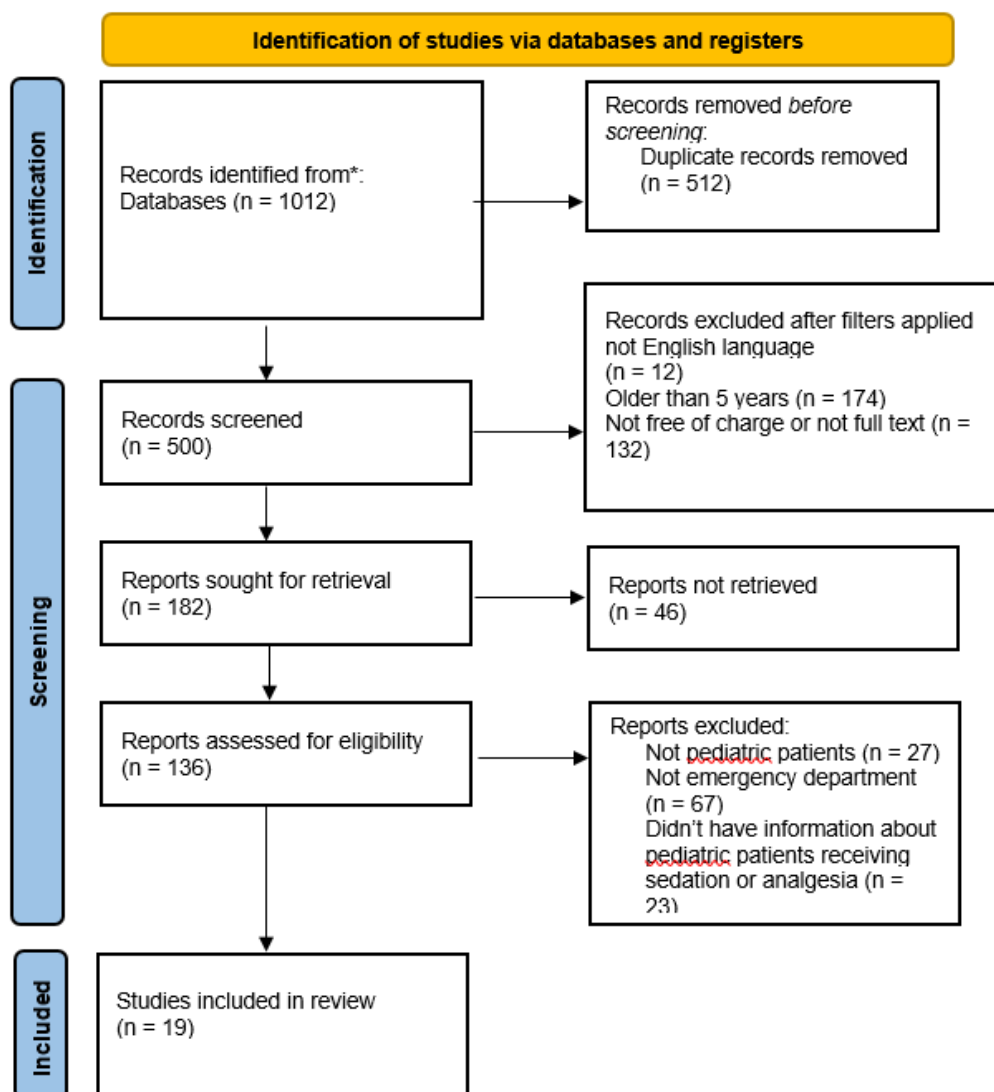 Identification of studies via databases and registers
Identification
Records identified from*:
Databases (n = 1012)
Records removed before
screening:
Duplicate records removed
(n = 512)
Screening
Records screened
(n = 500)
Records excluded after filters applied
not English language
(n = 12)
Older than 5 years (n = 174)
Not free of charge or not full text (n =
132)
Reports sought for retrieval
(n = 182)
Reports not retrieved
(n = 46)
Reports assessed for eligibility
(n = 136)
Reports excluded:
Not pediatric patients (n = 27)
Not emergency department
(n = 67)
Didn't have information about
pediatric patients receiving
sedation or analgesia (n =
23)
Included
Studies included in review
(n = 19)